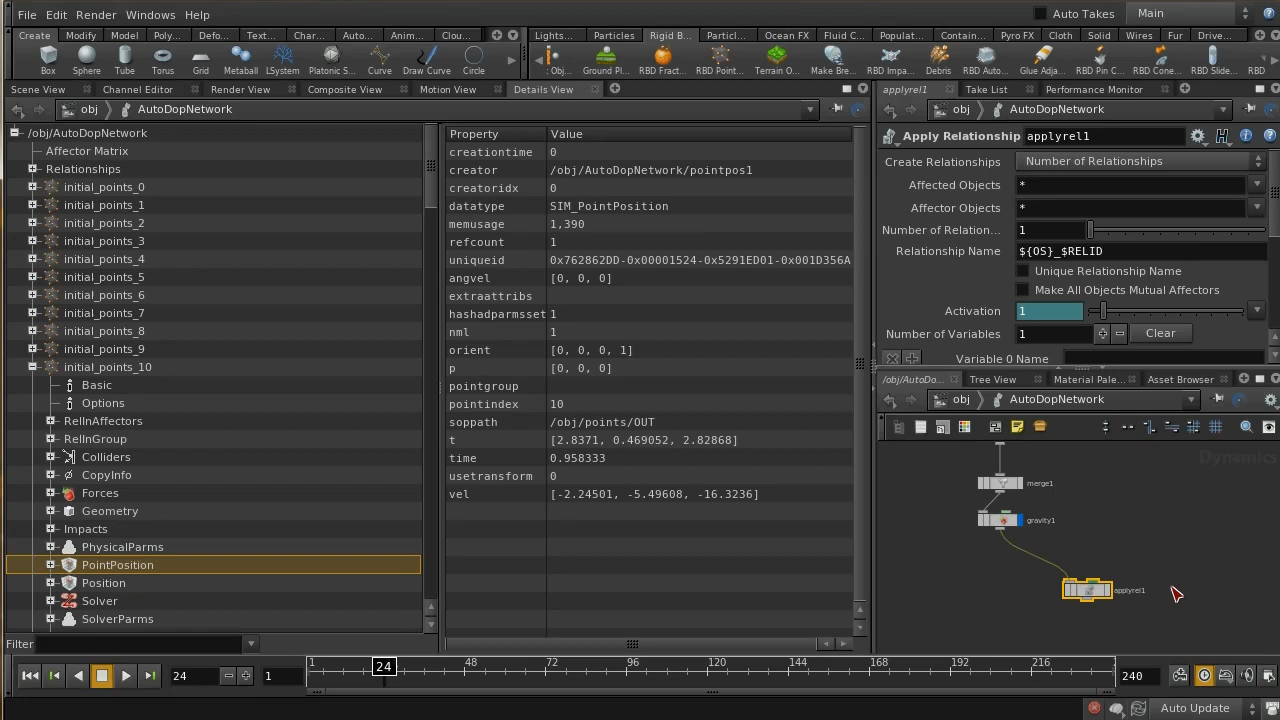 File Edit Render Windows Help Auto Takes Main
Create Modify Model Poly... Defo... Text... Char... Auto... Anim... Clou... Lights... Particles Rigid B... Particl... Ocean FX Fluid C... Populat... Contain... Pyro FX Cloth Solid Wires Fur Drive...
Box Sphere Tube Torus Grid Metaball LSystem Platonic S... Curve Draw Curve Circle : Obj... Ground Pl... RBD Fract... RBD Point... Terrain O... Make Bre... RBD Impa... Debris RBD Auto... Glue Adja... RBD Pin C... RBD Cone... RBD Slide... RBD
Scene View Channel Editor Render View Composite View Motion View Details View applyrel1 Take List Performance Monitor
obj AutoDopNetwork obj AutoDopNetwork
/obj/AutoDopNetwork
Affector Matrix
Relationships
initial_points_0
initial_points_1
initial_points_2
initial_points_3
initial_points_4
initial_points_5
initial_points_6
initial_points_7
initial_points_8
initial_points_9
initial_points_10
Basic
Options
RelInAffectors
RelInGroup
Colliders
CopyInfo
Forces
Geometry
Impacts
PhysicalParms
PointPosition
Position
Solver
SolverParms
Filter
Property Value
creationtime 0
creator /obj/AutoDopNetwork/pointpos1
creatoridx 0
datatype SIM_PointPosition
memusage 1,390
refcount 1
uniqueid 0x762862DD-0x00001524-0x5291ED01-0x001D356A
angvel [0, 0, 0]
extraattribs
hashadparmsset 1
nml 1
orient [0, 0, 0, 1]
p [0, 0, 0]
pointgroup
pointindex 10
soppath /obj/points/OUT
t [2.8371, 0.469052, 2.82868]
time 0.958333
usetransform 0
vel [-2.24501, -5.49608, -16.3236]
Apply Relationship applyrel1
Create Relationships Number of Relationships
Affected Objects *
Affector Objects *
Number of Relation... 1
Relationship Name ${OS}_$RELID
Unique Relationship Name
Make All Objects Mutual Affectors
Activation 1
Number of Variables 1 Clear
Variable 0 Name
/obj/AutoDo... Tree View Material Pale... Asset Browser
obj AutoDopNetwork
Dynamics
merge1
gravity1
applyrel1
24 1 1 24 48 72 96 120 144 168 192 216 240
Auto Update